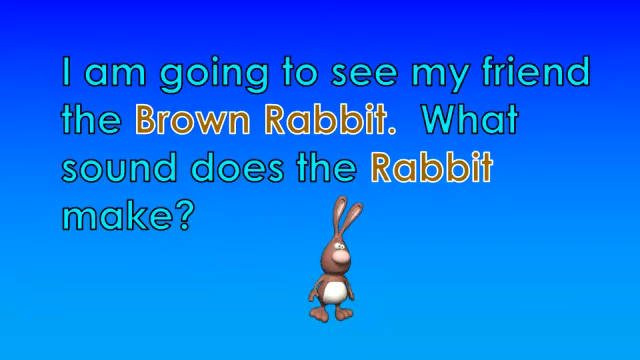 I am going to see my friend
the Brown Rabbit.  What
sound does the Rabbit
make?